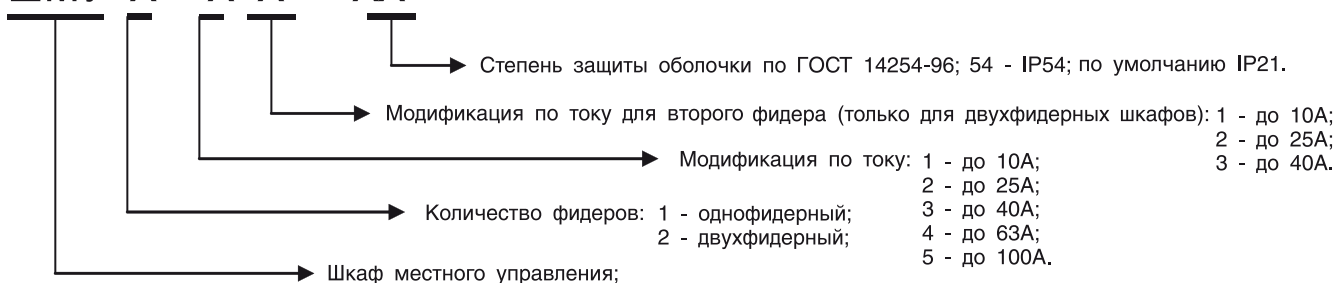 Степень защиты оболочки по ГОСТ 14254-96; 54 - IP54; по умолчанию IP21.
Модификация по току для второго фидера (только для двухфидерных шкафов): 1 - до 10А;
2 - до 25А;
3 - до 40А.
Модификация по току: 1 - до 10А;
2 - до 25А;
3 - до 40А;
4 - до 63А;
5 - до 100А.
Количество фидеров: 1 - однофидерный;
2 - двухфидерный;
Шкаф местного управления;